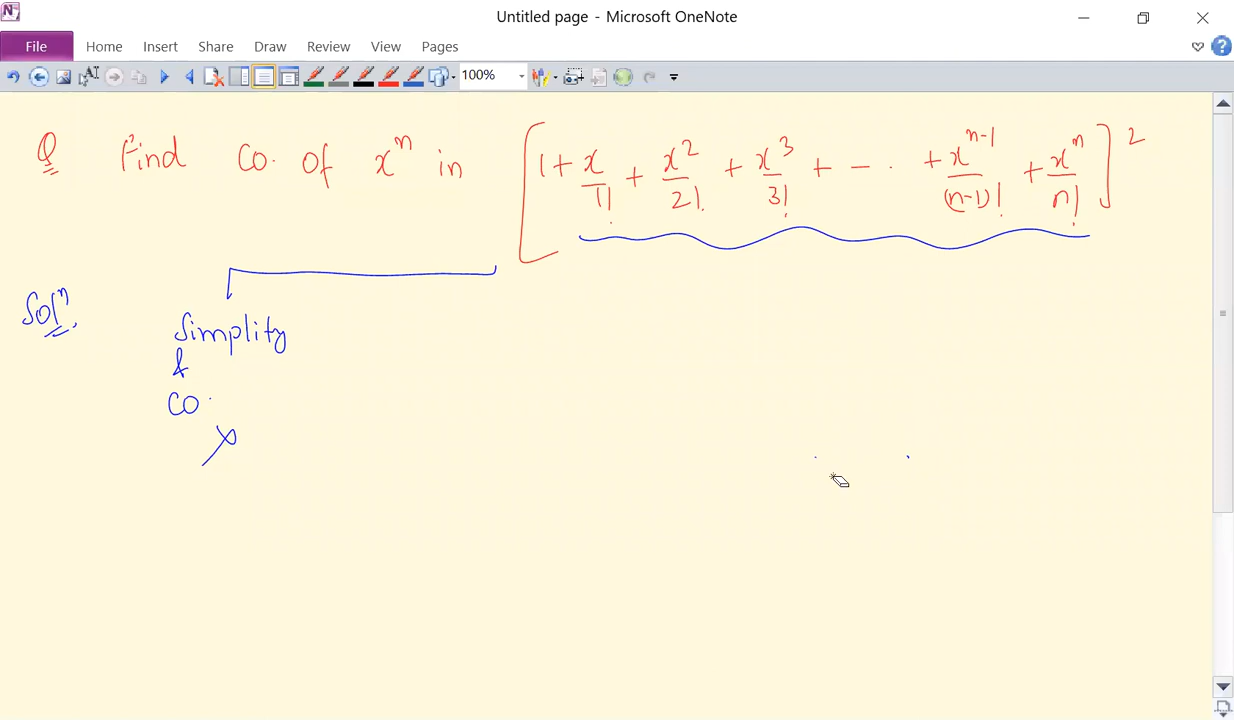 Untitled page - Microsoft OneNote
File Home Insert Share Draw Review View Pages
100%
Q Find co. of x^n in [1 + x/1! + x^2/2! + x^3/3! + - - . + x^(n-1)/(n-1)! + x^n/n!]^2
Sol^n.
Simplity
&
co.